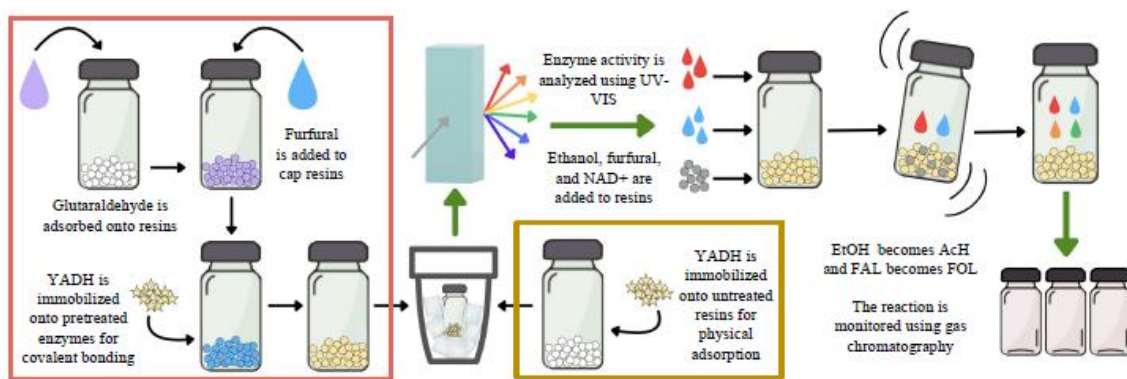 Glutaraldehyde is
adsorbed onto resins
Furfural
is added to
cap resins
YADH is
immobilized
onto pretreated
enzymes for
covalent bonding
Enzyme activity is
analyzed using UV-
VIS
Ethanol, furfural,
and NAD+ are
added to resins
YADH is
immobilized
onto untreated
resins for
physical
adsorption
EtOH becomes AcH
and FAL becomes FOL
The reaction is
monitored using gas
chromatography